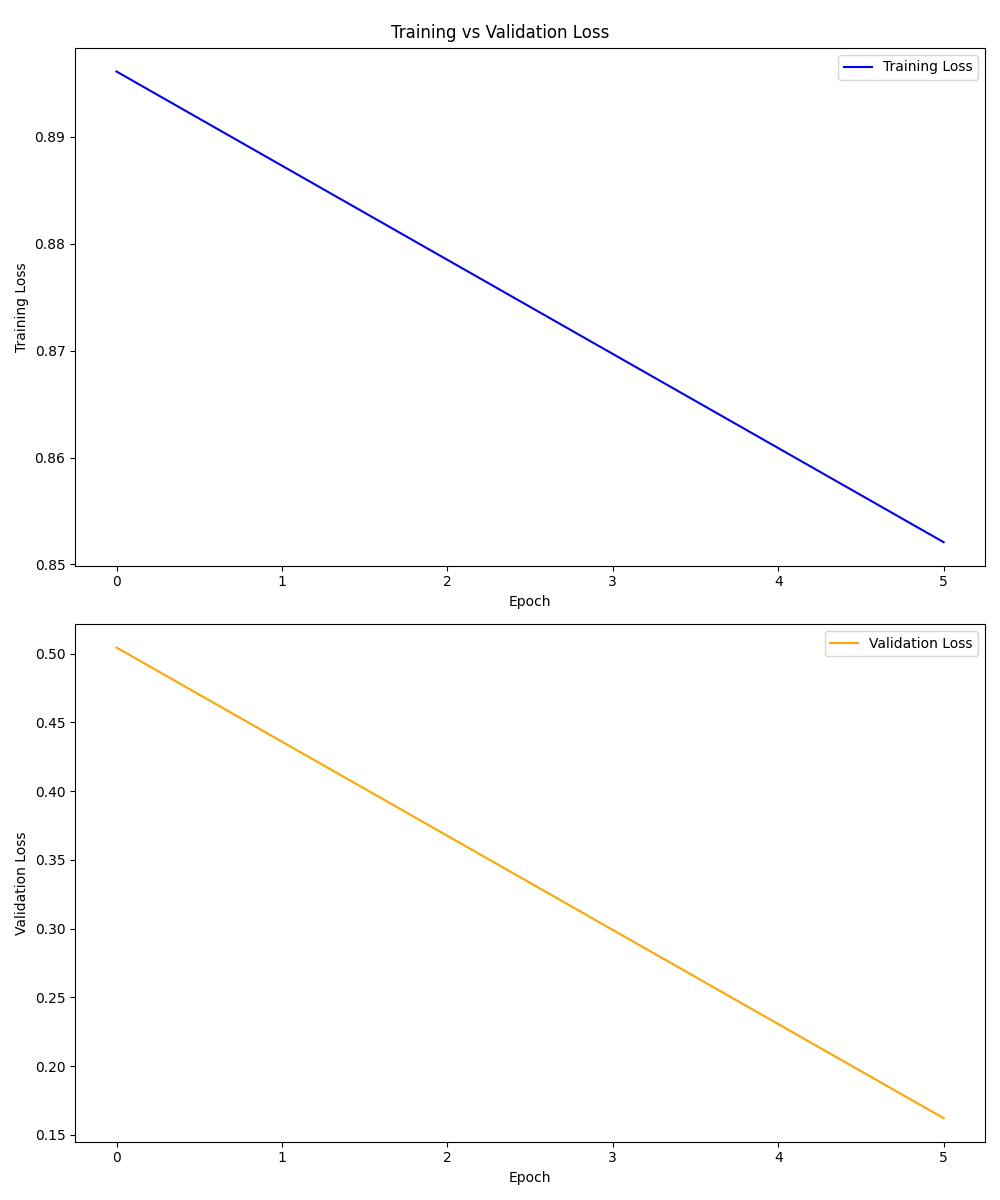 Training vs Validation Loss
Training Loss
0.89
0.88
0.87
0.86
0.85
Training Loss
0 1 2 3 4 5
Epoch
Validation Loss
0.50
0.45
0.40
0.35
0.30
0.25
0.20
0.15
Validation Loss
0 1 2 3 4 5
Epoch